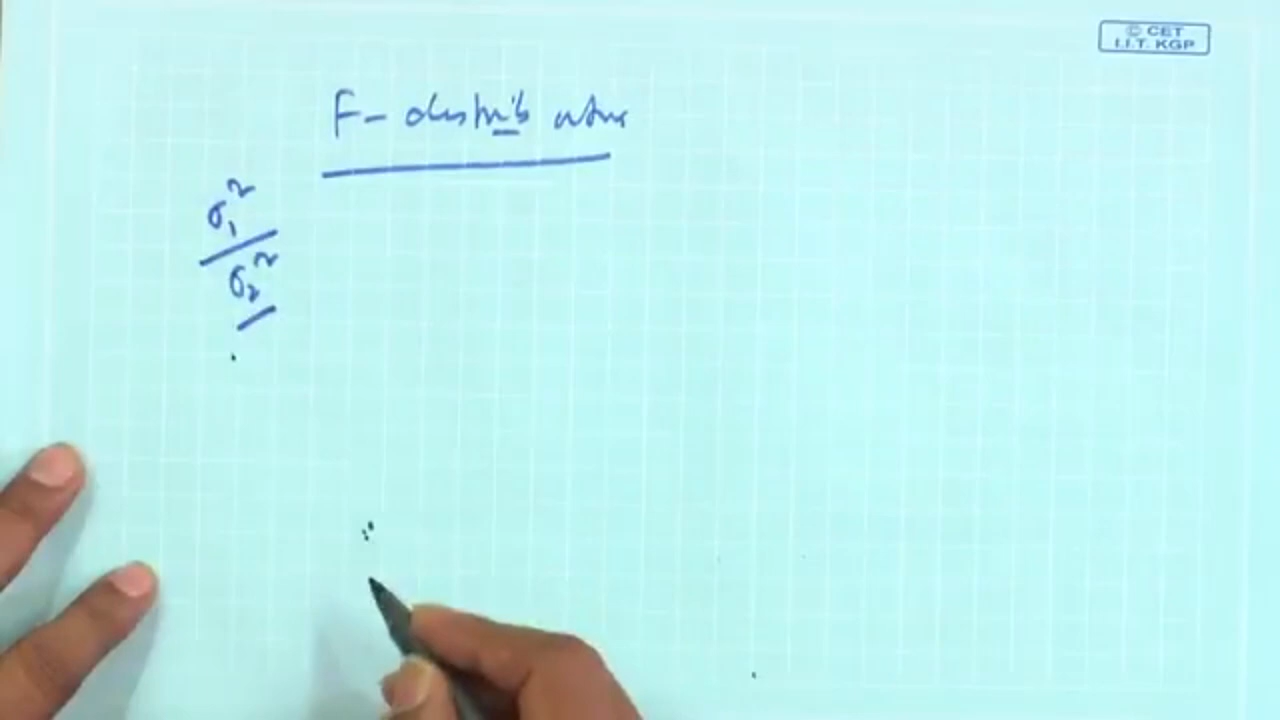 © CET
I.I.T. KGP
F- distribution
σ₁²
σ₂²